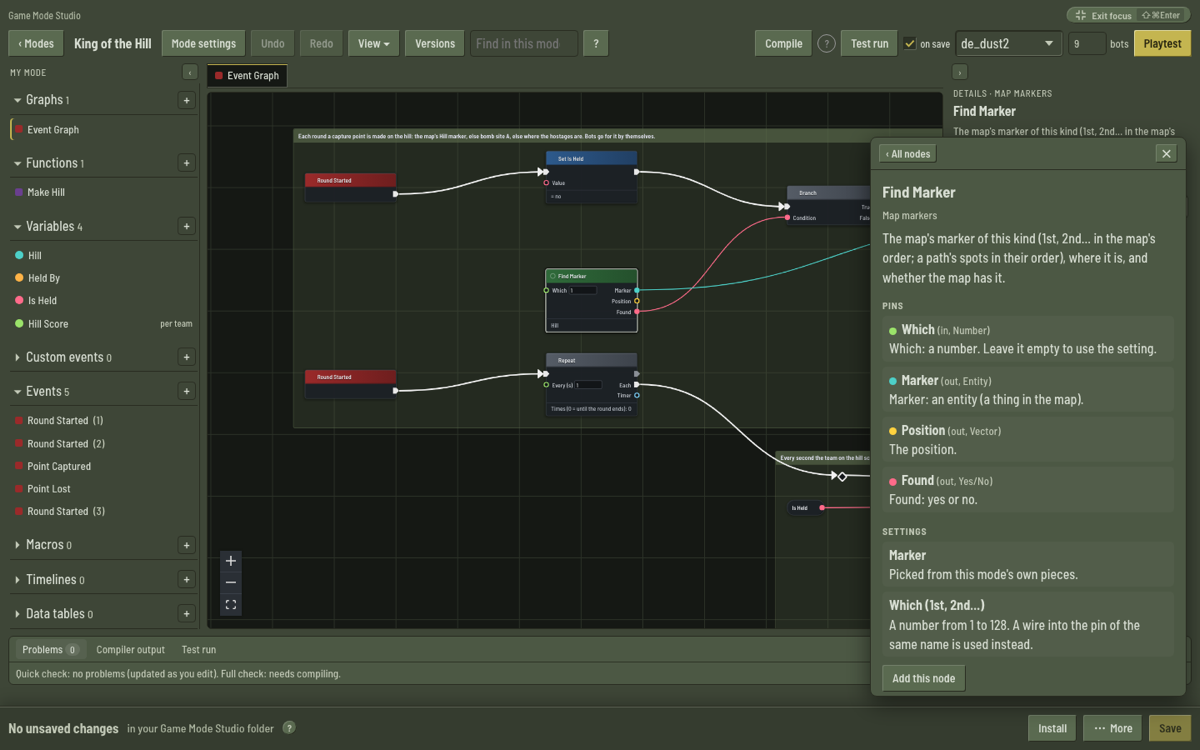 Game Mode Studio
Exit focus ⇧⌘Enter
‹ Modes
King of the Hill
Mode settings
Undo
Redo
View
Versions
Find in this mod
?
Compile
?
Test run
on save
de_dust2
9
bots
Playtest
MY MODE
Graphs 1
Event Graph
Functions 1
Make Hill
Variables 4
Hill
Held By
Is Held
Hill Score per team
Custom events 0
Events 5
Round Started (1)
Round Started (2)
Point Captured
Point Lost
Round Started (3)
Macros 0
Timelines 0
Data tables 0
Event Graph
Each round a capture point is made on the hill: the map's Hill marker, else bomb site A, else where the hostages are. Bots go for it by themselves.
Round Started
Set Is Held
Value
= no
Branch
Condition
Tru
Fals
Find Marker
Which 1
Marker
Position
Found
Hill
Round Started
Repeat
Every (s) 1
Each
Timer
Times (0 = until the round ends): 0
Every second the team on the hill sc
Is Held
DETAILS · MAP MARKERS
Find Marker
The map's marker of this kind (1st, 2nd... in the map's
‹ All nodes
Find Marker
Map markers
The map's marker of this kind (1st, 2nd... in the map's
order; a path's spots in their order), where it is, and
whether the map has it.
PINS
Which (in, Number)
Which: a number. Leave it empty to use the setting.
Marker (out, Entity)
Marker: an entity (a thing in the map).
Position (out, Vector)
The position.
Found (out, Yes/No)
Found: yes or no.
SETTINGS
Marker
Picked from this mode's own pieces.
Which (1st, 2nd...)
A number from 1 to 128. A wire into the pin of the
same name is used instead.
Add this node
Problems 0
Compiler output
Test run
Quick check: no problems (updated as you edit). Full check: needs compiling.
No unsaved changes in your Game Mode Studio folder ?
Install
··· More
Save